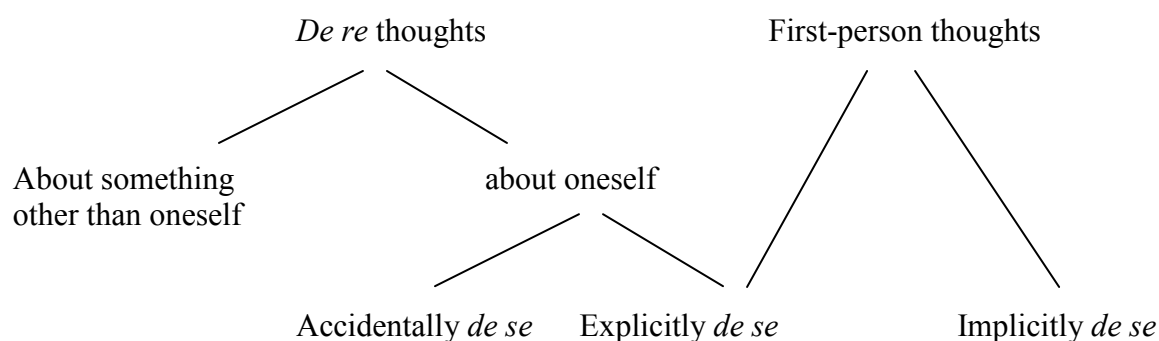 De re thoughts First-person thoughts
About something
other than oneself
about oneself
Accidentally de se Explicitly de se Implicitly de se